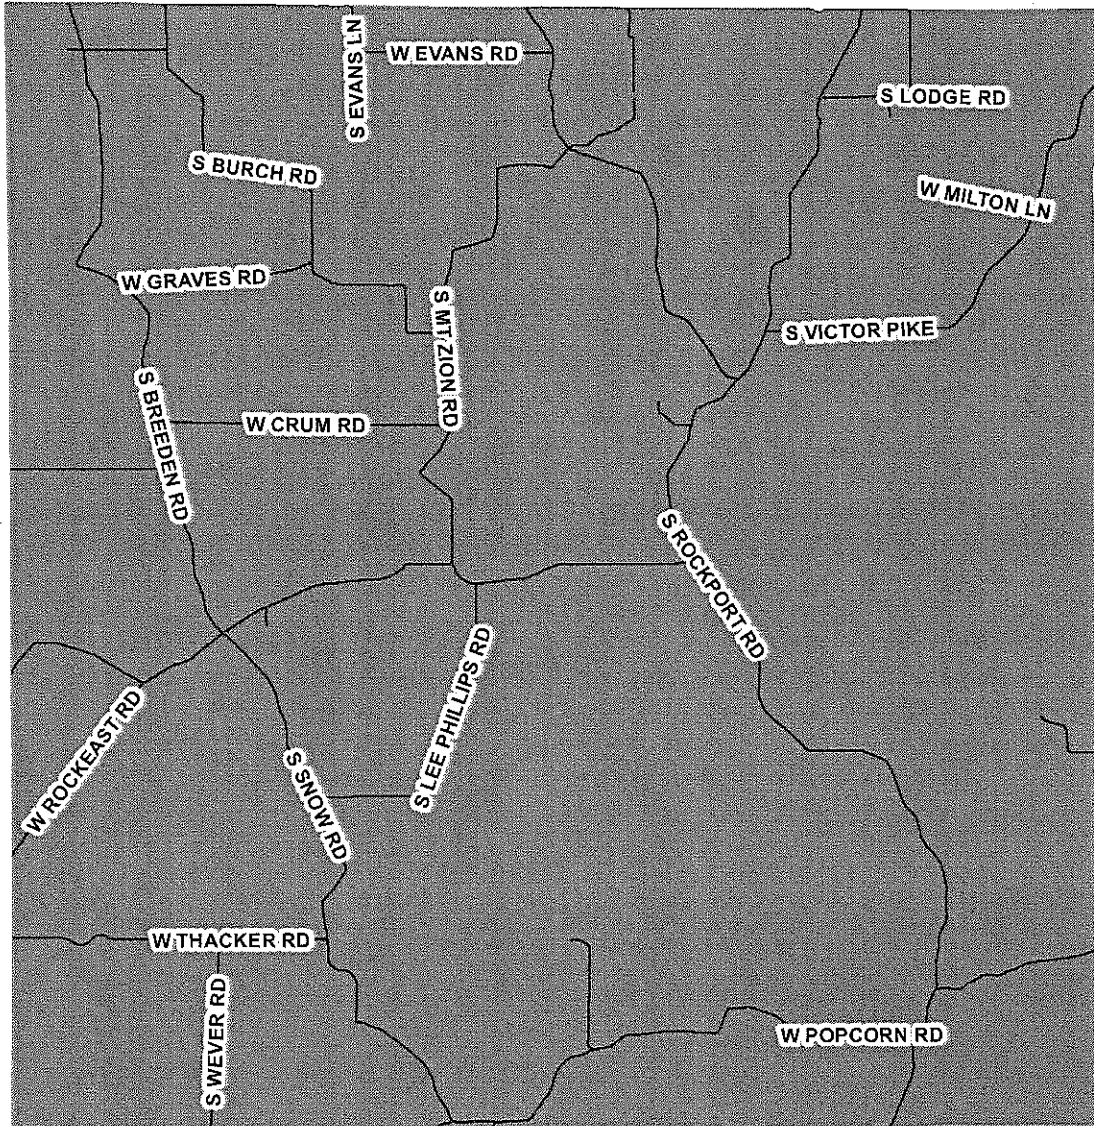 S EVANS LN
W EVANS RD
S LODGE RD
S BURCH RD
W MILTON LN
W GRAVES RD
S MT ZION RD
S VICTOR PIKE
S BREEDEN RD
W CRUM RD
S ROCKPORT RD
S LEE PHILLIPS RD
W ROCKEAST RD
S SNOW RD
W THACKER RD
S WEVER RD
W POPCORN RD